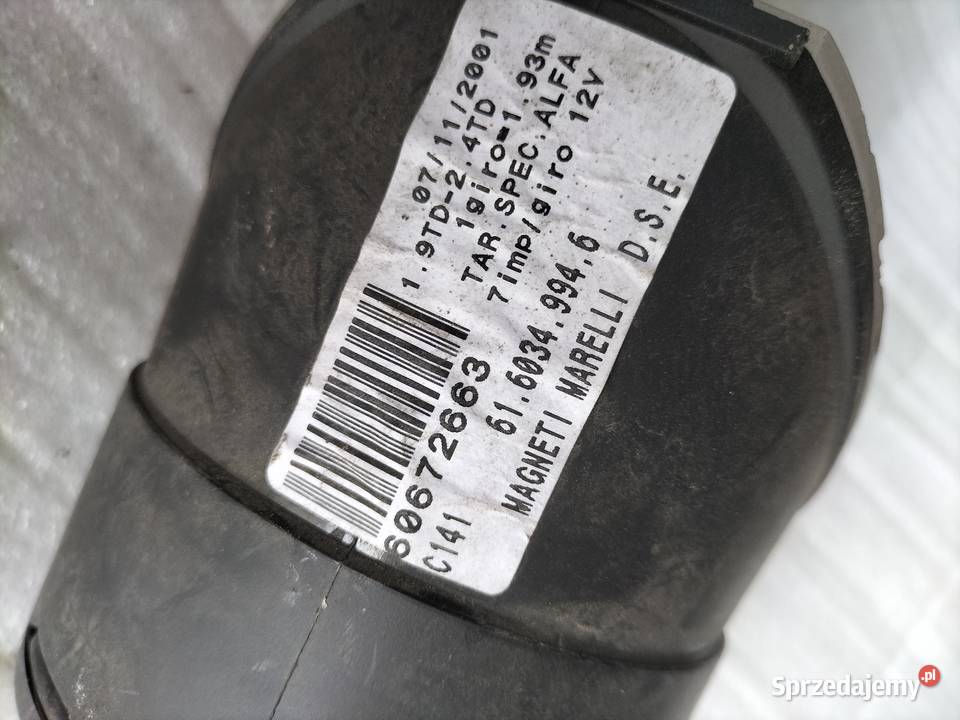 07/11/2001
1.9TD-2.4TD
1giro=1.93m
TAR.SPEC.ALFA
7imp/giro 12V
60672663
61.6034.994.6
C141
MAGNETI MARELLI D.S.E.
Sprzedajemy.pl